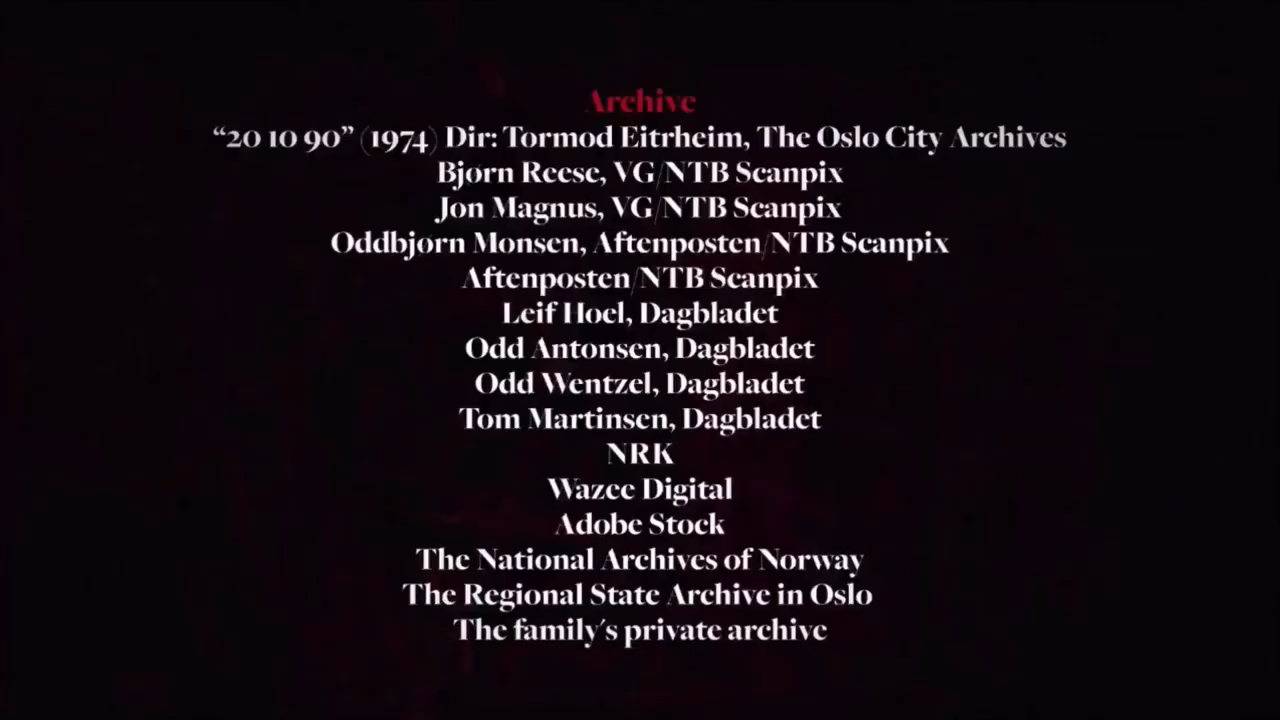 Archive
“20 10 90” (1974) Dir: Tormod Eitrheim, The Oslo City Archives
Bjørn Reese, VG/NTB Scanpix
Jon Magnus, VG/NTB Scanpix
Oddbjørn Monsen, Aftenposten/NTB Scanpix
Aftenposten/NTB Scanpix
Leif Hoel, Dagbladet
Odd Antonsen, Dagbladet
Odd Wentzel, Dagbladet
Tom Martinsen, Dagbladet
NRK
Wazee Digital
Adobe Stock
The National Archives of Norway
The Regional State Archive in Oslo
The family's private archive